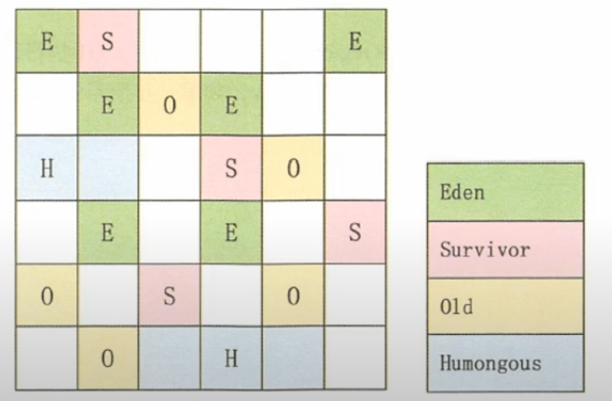 E S E
E O E
H S O
E E S
O S O
O H
Eden
Survivor
Old
Humongous